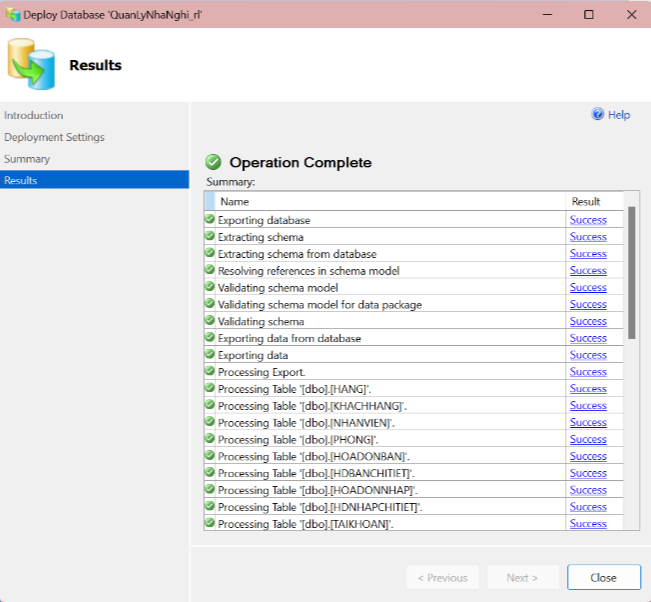 Deploy Database 'QuanLyNhaNghi_rl'
Results
Introduction
Deployment Settings
Summary
Results
Help
Operation Complete
Summary:
Name Result
Exporting database Success
Extracting schema Success
Extracting schema from database Success
Resolving references in schema model Success
Validating schema model Success
Validating schema model for data package Success
Validating schema Success
Exporting data from database Success
Exporting data Success
Processing Export. Success
Processing Table '[dbo].[HANG]'. Success
Processing Table '[dbo].[KHACHHANG]'. Success
Processing Table '[dbo].[NHANVIEN]'. Success
Processing Table '[dbo].[PHONG]'. Success
Processing Table '[dbo].[HOADONBAN]'. Success
Processing Table '[dbo].[HDBANCHITIET]'. Success
Processing Table '[dbo].[HOADONNHAP]'. Success
Processing Table '[dbo].[HDNHAPCHITIET]'. Success
Processing Table '[dbo].[TAIKHOAN]'. Success
< Previous Next > Close